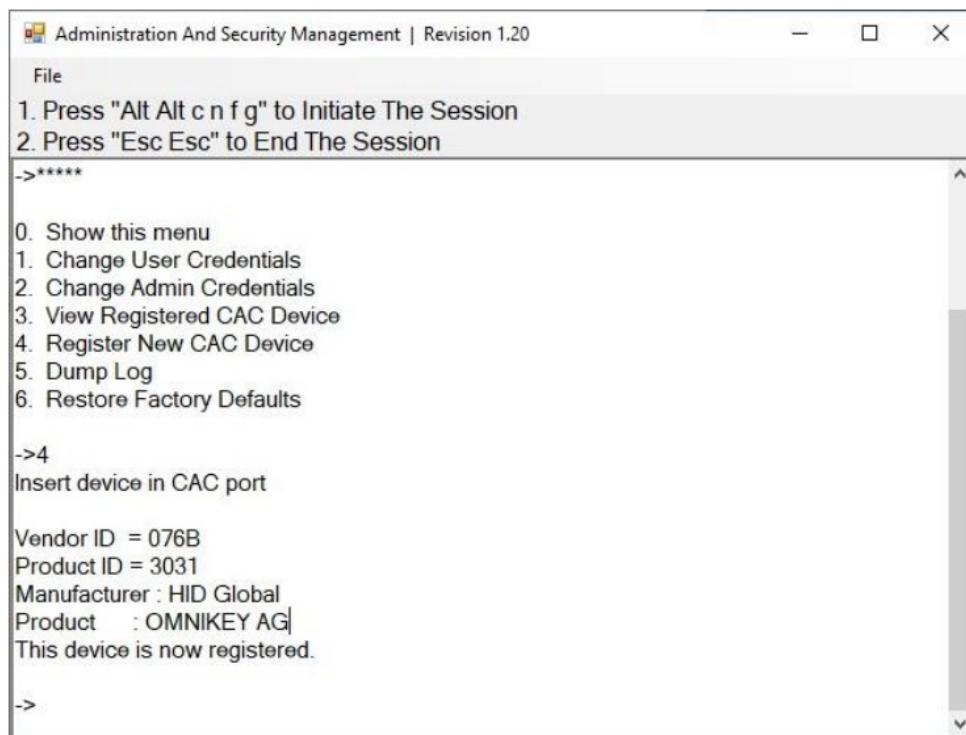 Administration And Security Management | Revision 1.20
File
1. Press "Alt Alt c n f g" to Initiate The Session
2. Press "Esc Esc" to End The Session
->*****
0. Show this menu
1. Change User Credentials
2. Change Admin Credentials
3. View Registered CAC Device
4. Register New CAC Device
5. Dump Log
6. Restore Factory Defaults
->4
Insert device in CAC port
Vendor ID = 076B
Product ID = 3031
Manufacturer : HID Global
Product : OMNIKEY AG
This device is now registered.
->